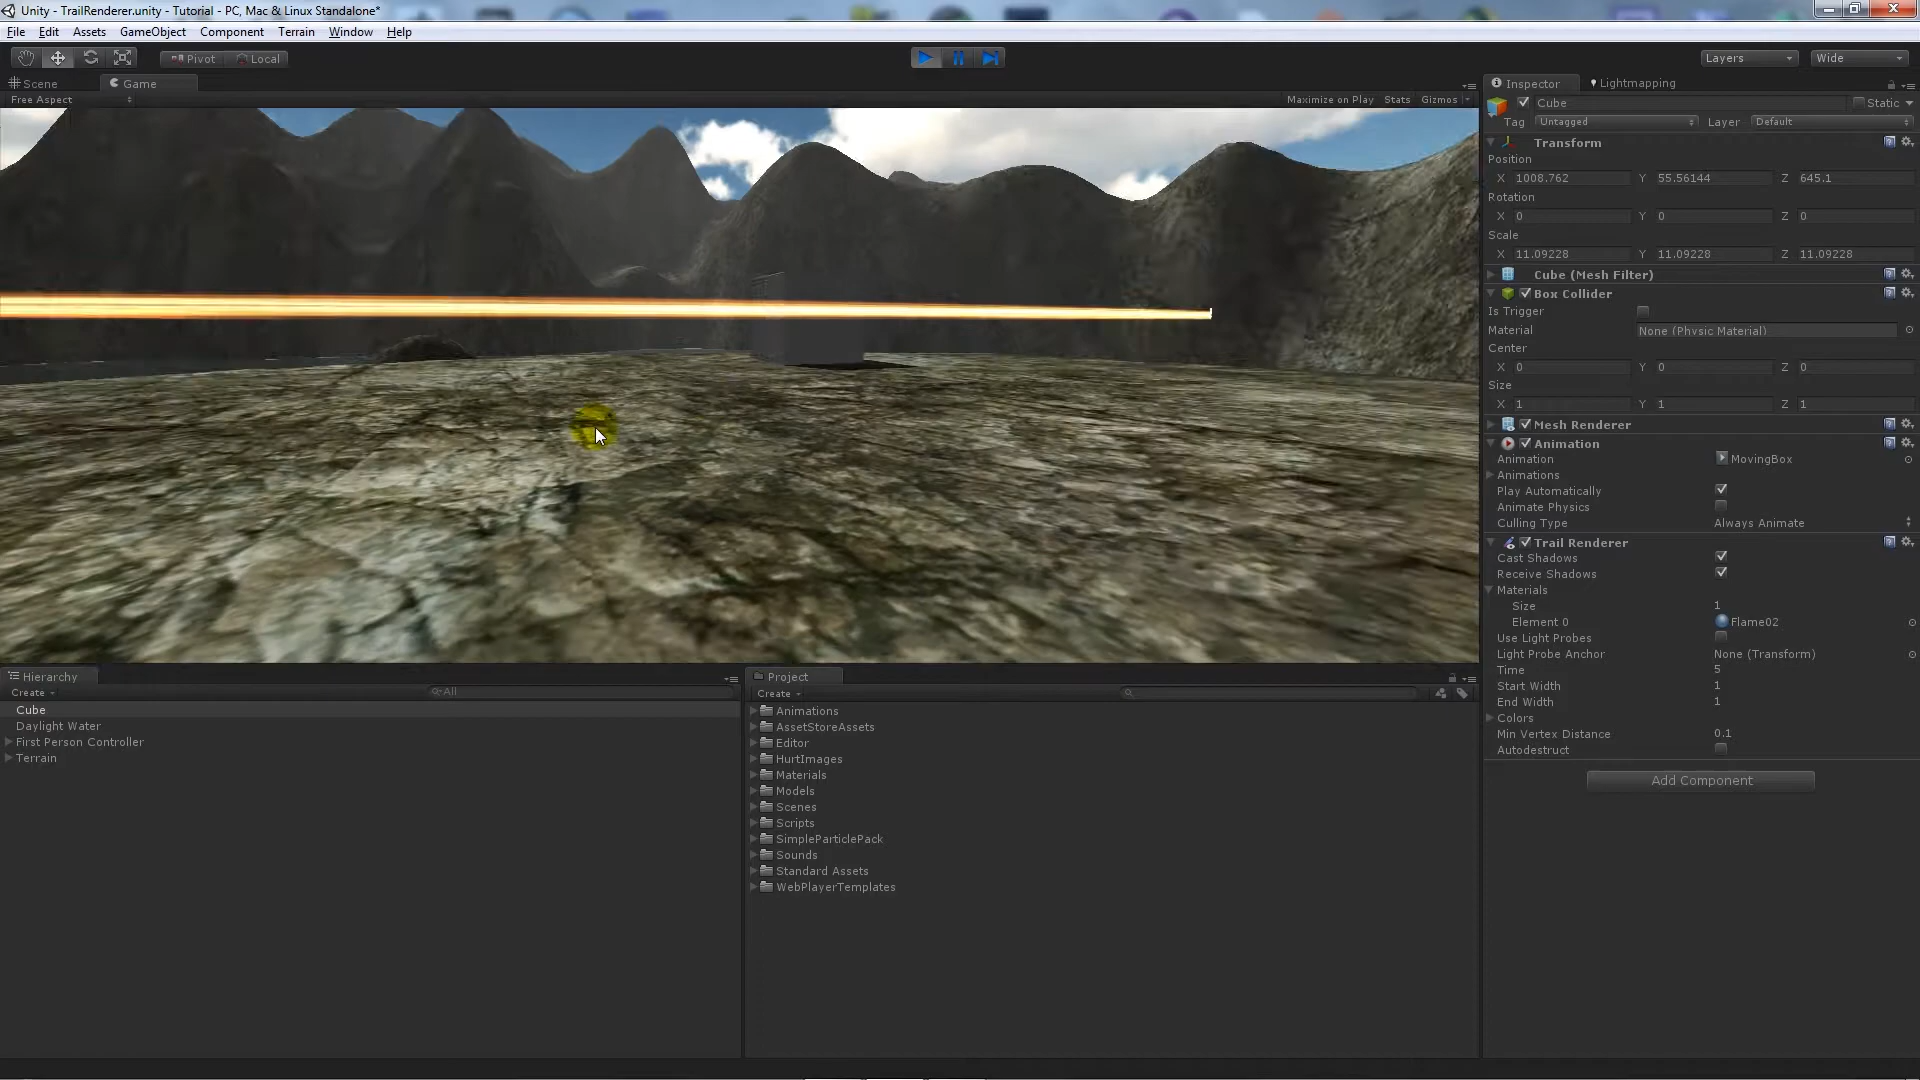 Unity - TrailRenderer.unity - Tutorial - PC, Mac & Linux Standalone*
File Edit Assets GameObject Component Terrain Window Help
Pivot Local Layers Wide
Scene Game
Free Aspect Maximize on Play Stats Gizmos
Inspector Lightmapping
Cube Static
Tag Untagged Layer Default
Transform
Position
X 1008.762 Y 55.56144 Z 645.1
Rotation
X 0 Y 0 Z 0
Scale
X 11.09228 Y 11.09228 Z 11.09228
Cube (Mesh Filter)
Box Collider
Is Trigger
Material None (Physic Material)
Center
X 0 Y 0 Z 0
Size
X 1 Y 1 Z 1
Mesh Renderer
Animation
Animation MovingBox
Animations
Play Automatically
Animate Physics
Culling Type Always Animate
Trail Renderer
Cast Shadows
Receive Shadows
Materials
Size 1
Element 0 Flame02
Use Light Probes
Light Probe Anchor None (Transform)
Time 5
Start Width 1
End Width 1
Colors
Min Vertex Distance 0.1
Autodestruct
Add Component
Hierarchy
Create All
Cube
Daylight Water
First Person Controller
Terrain
Project
Create
Animations
AssetStoreAssets
Editor
HurtImages
Materials
Models
Scenes
Scripts
SimpleParticlePack
Sounds
Standard Assets
WebPlayerTemplates